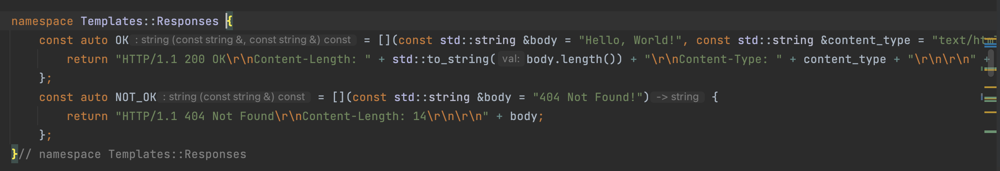 namespace Templates::Responses {
const auto OK : string (const string &, const string &) const = [](const std::string &body = "Hello, World!", const std::string &content_type = "text/html
return "HTTP/1.1 200 OK\r\nContent-Length: " + std::to_string( val: body.length()) + "\r\nContent-Type: " + content_type + "\r\n\r\n" +
};
const auto NOT_OK : string (const string &) const = [](const std::string &body = "404 Not Found!") -> string {
return "HTTP/1.1 404 Not Found\r\nContent-Length: 14\r\n\r\n" + body;
};
}// namespace Templates::Responses